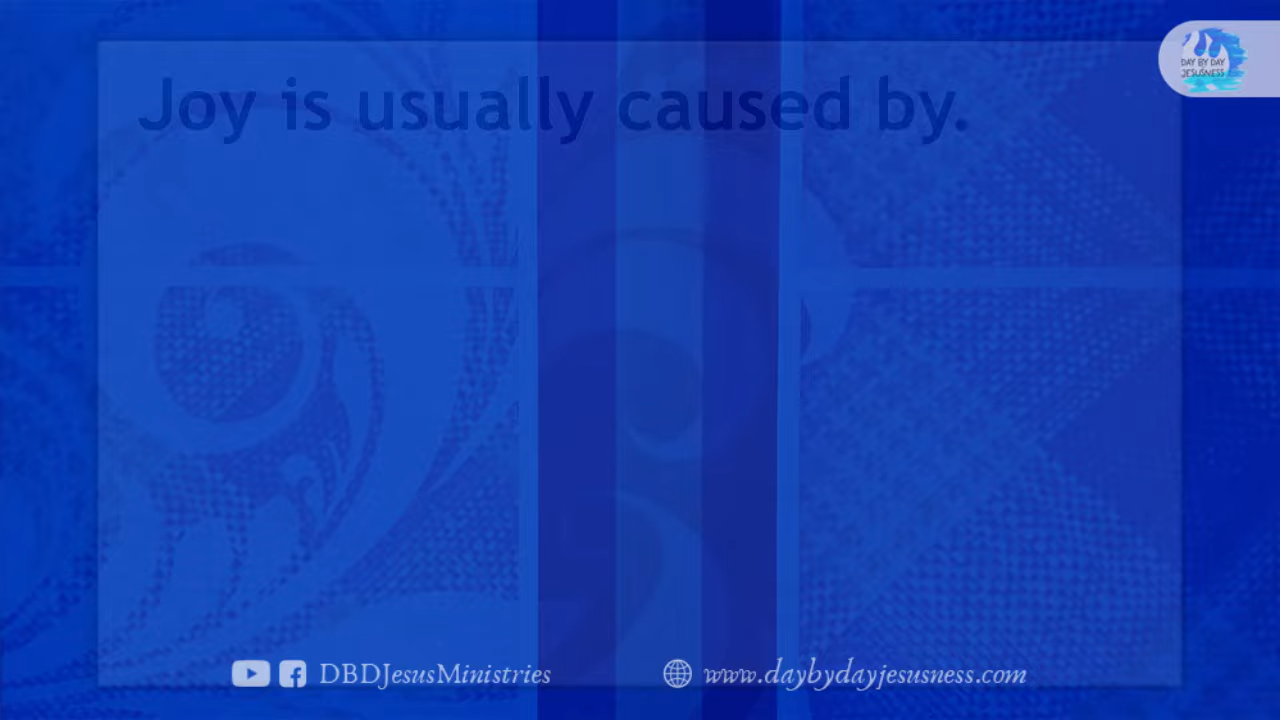 Joy is usually caused by.
DAY BY DAY
JESUSNESS
DBDJesusMinistries
www.daybydayjesusness.com